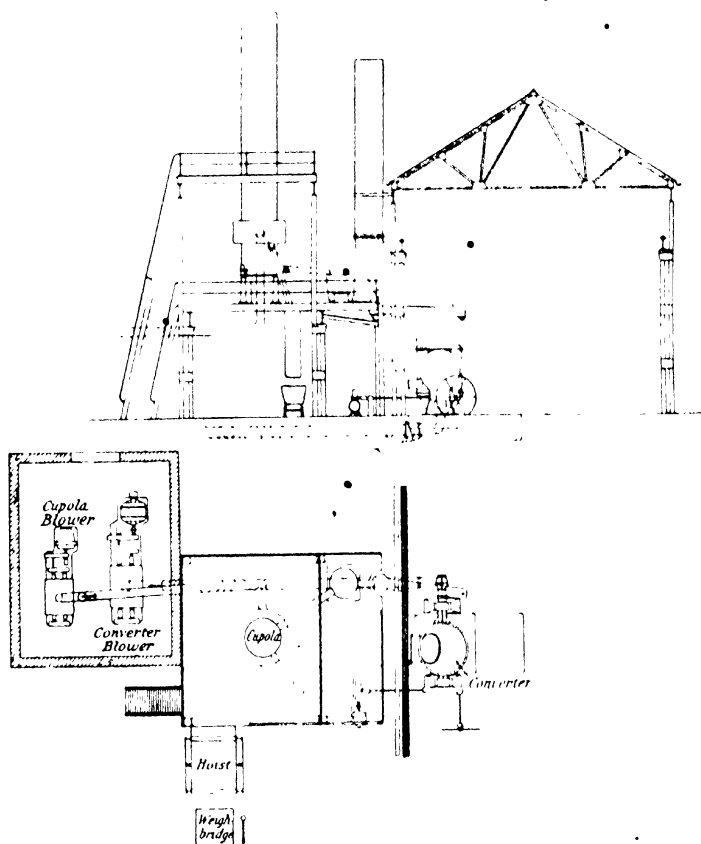 Cupola
Blower
Converter
Blower
Cupola
Converter
Hoist
Weigh
bridge